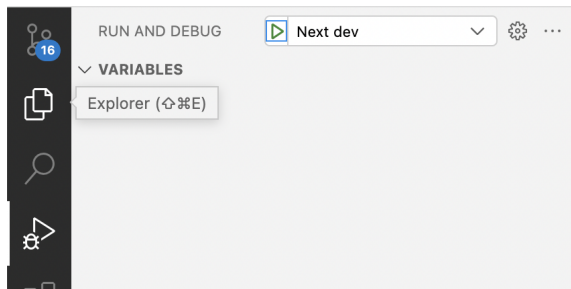 RUN AND DEBUG
Next dev
16
VARIABLES
Explorer (⇧⌘E)